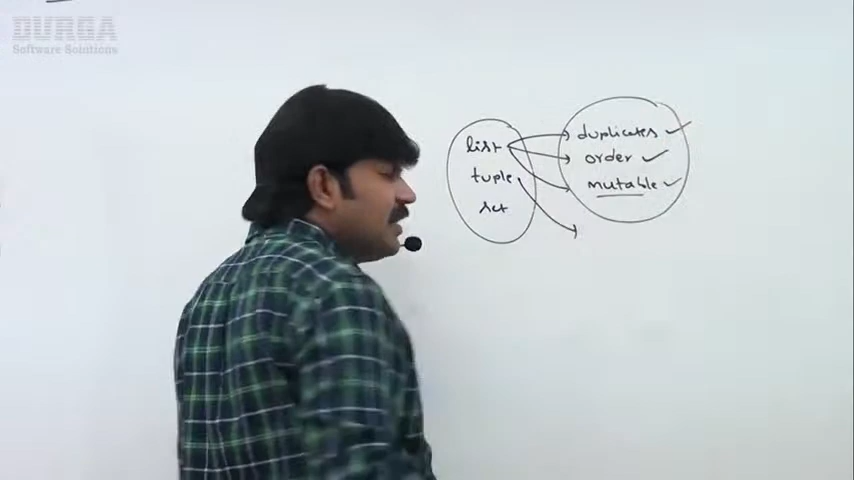 DURGA
Software Solutions
list
tuple
set
duplicates
order
mutable